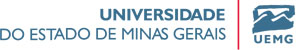 UNIVERSIDADE
DO ESTADO DE MINAS GERAIS
UEMG